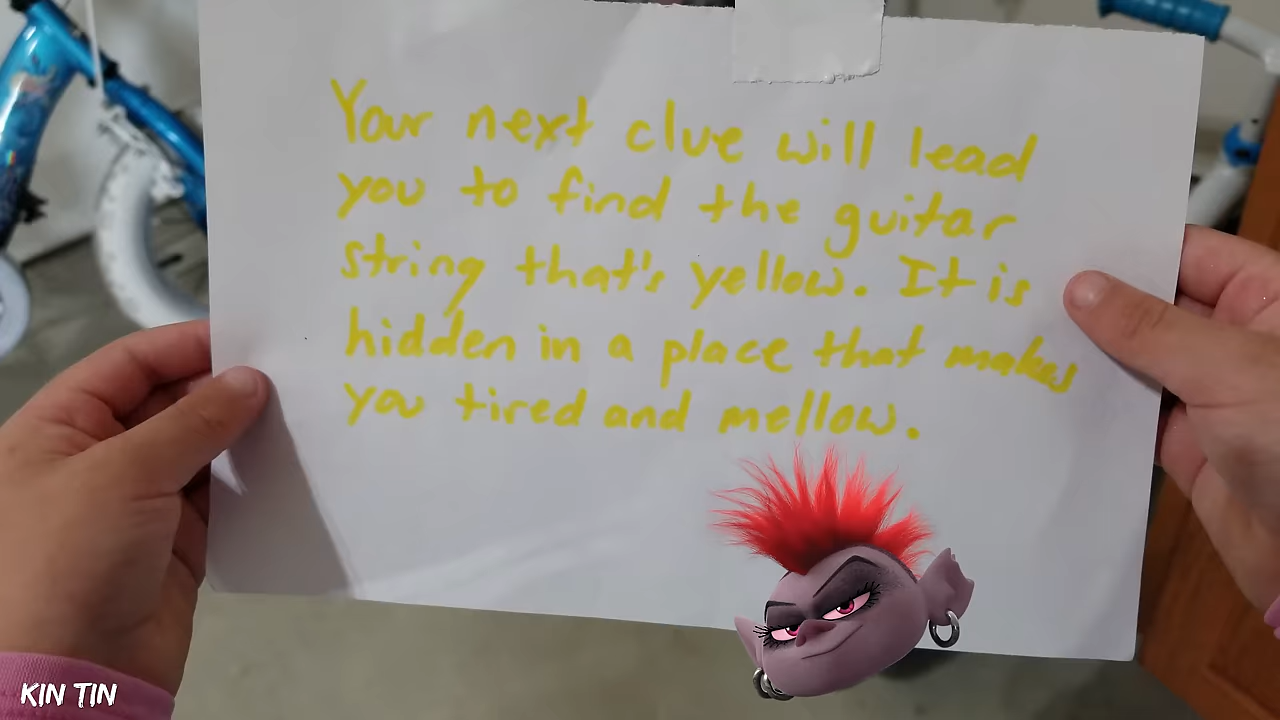 Your next clue will lead
you to find the guitar
string that's yellow. It is
hidden in a place that makes
you tired and mellow.
KIN TIN